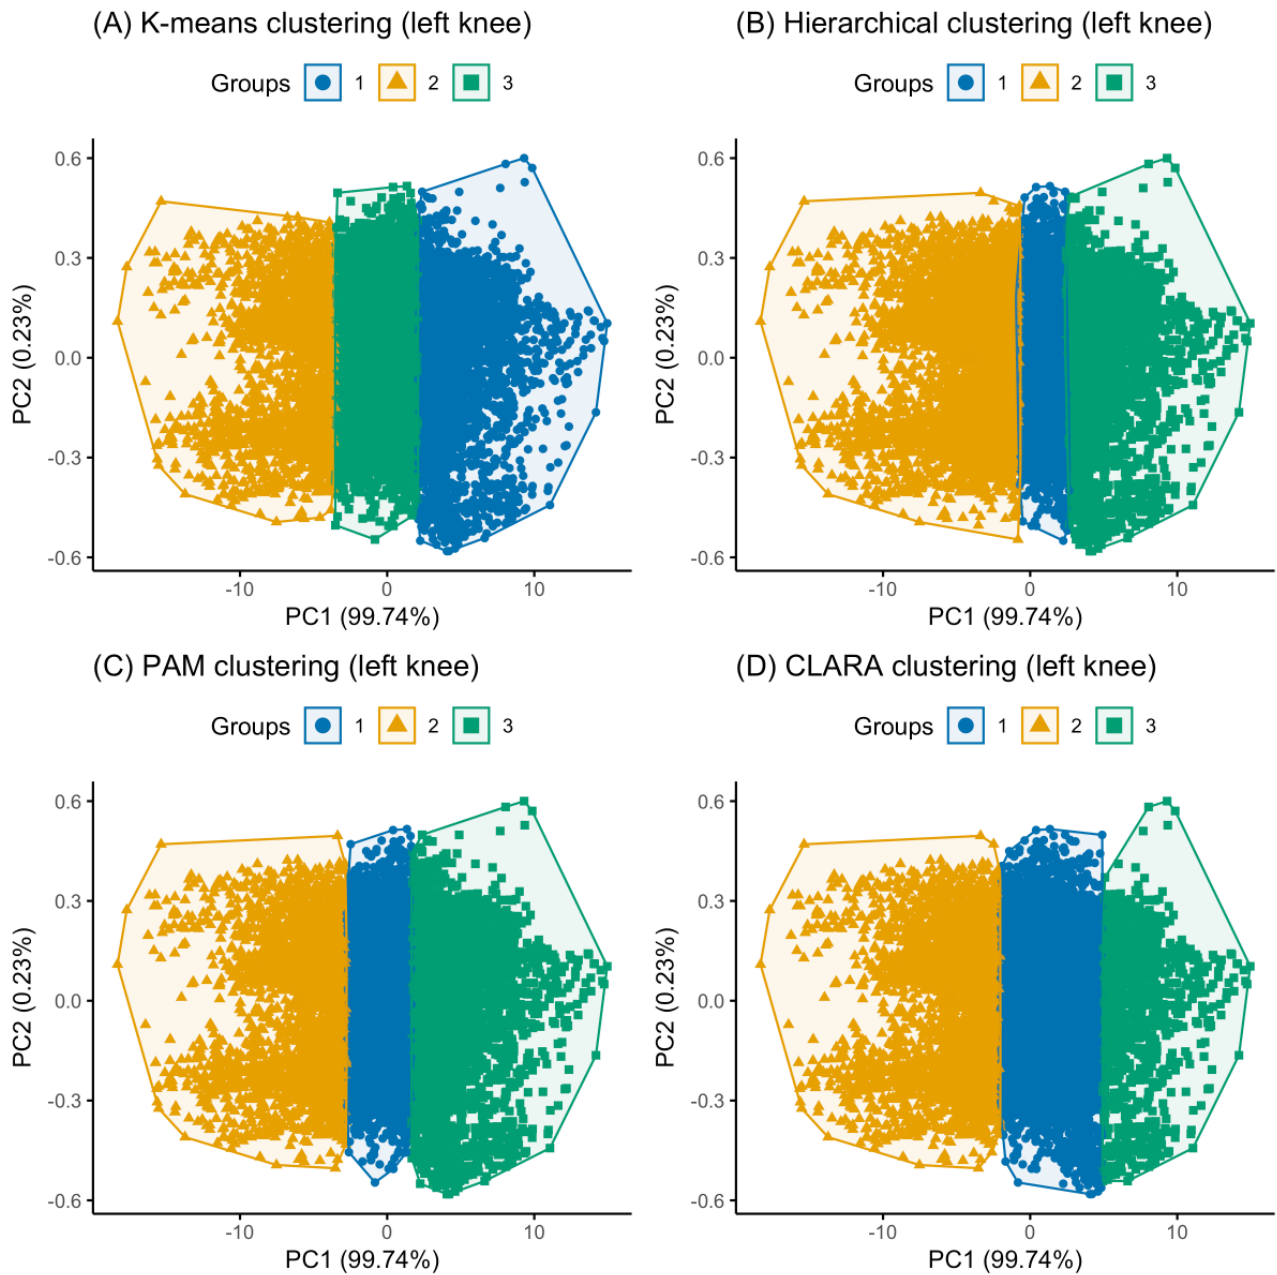 (A) K-means clustering (left knee)
Groups 1 2 3
0.6
0.3
0.0
-0.3
-0.6
PC2 (0.23%)
-10 0 10
PC1 (99.74%)
(B) Hierarchical clustering (left knee)
Groups 1 2 3
0.6
0.3
0.0
-0.3
-0.6
PC2 (0.23%)
-10 0 10
PC1 (99.74%)
(C) PAM clustering (left knee)
Groups 1 2 3
0.6
0.3
0.0
-0.3
-0.6
PC2 (0.23%)
-10 0 10
PC1 (99.74%)
(D) CLARA clustering (left knee)
Groups 1 2 3
0.6
0.3
0.0
-0.3
-0.6
PC2 (0.23%)
-10 0 10
PC1 (99.74%)